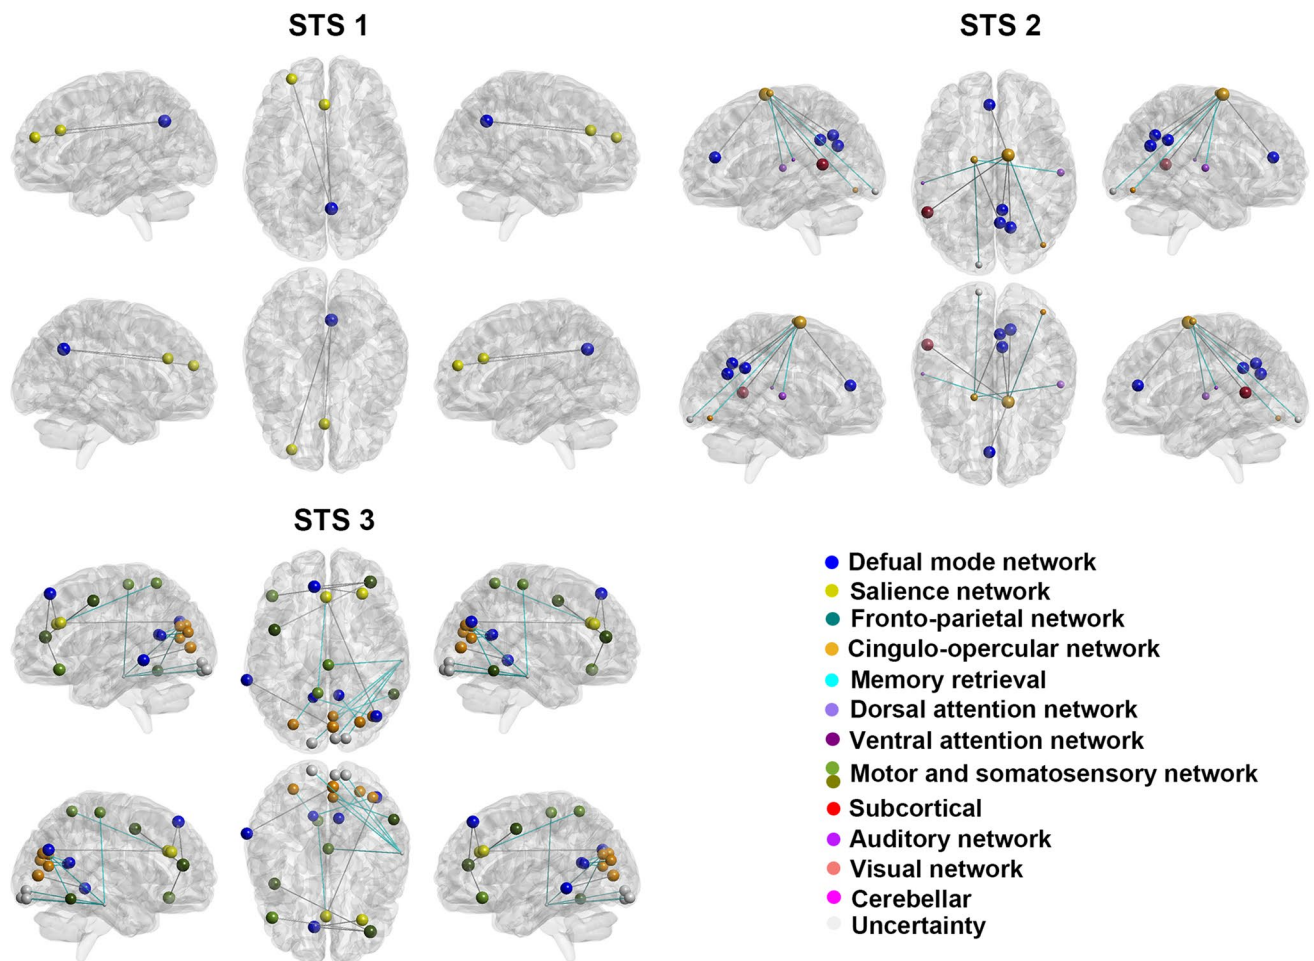 STS 1
STS 2
STS 3
Defual mode network
Salience network
Fronto-parietal network
Cingulo-opercular network
Memory retrieval
Dorsal attention network
Ventral attention network
Motor and somatosensory network
Subcortical
Auditory network
Visual network
Cerebellar
Uncertainty